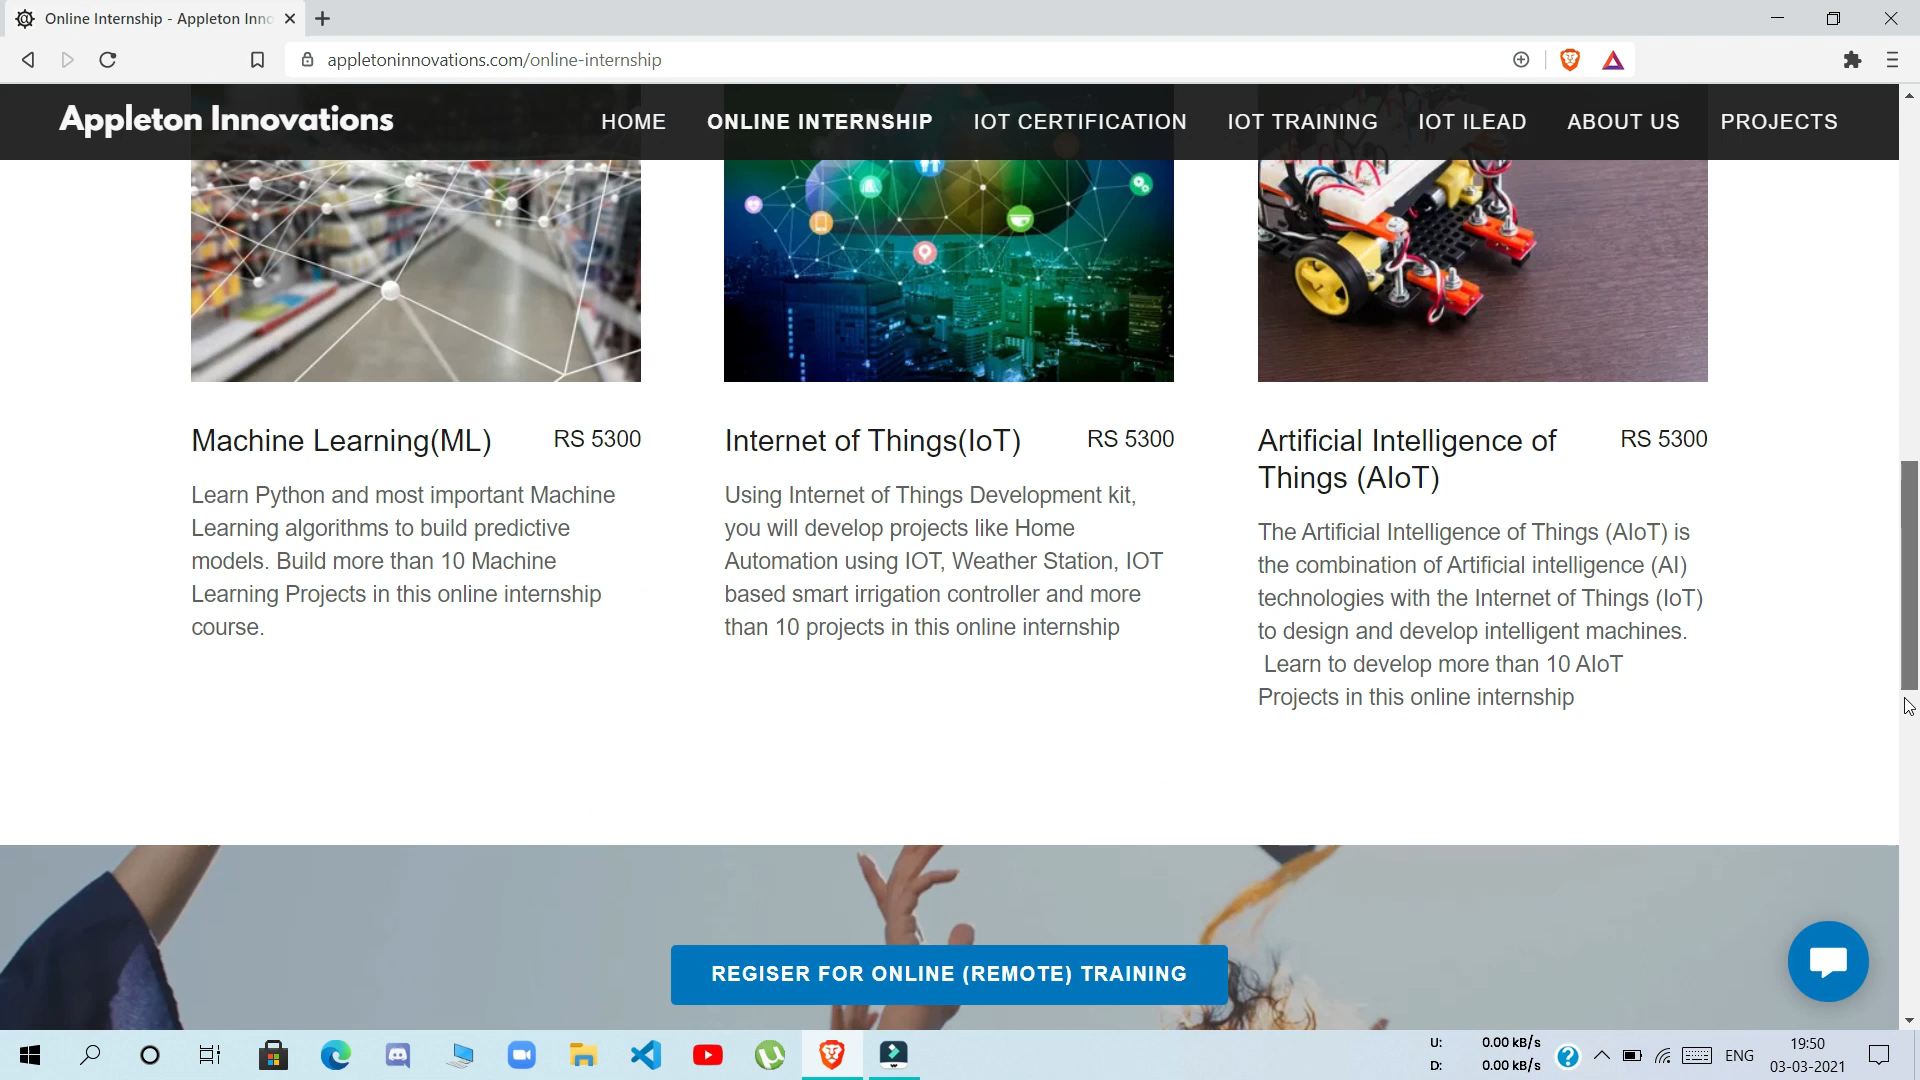 Online Internship - Appleton Inno
appletoninnovations.com/online-internship
Appleton Innovations
HOME
ONLINE INTERNSHIP
IOT CERTIFICATION
IOT TRAINING
IOT ILEAD
ABOUT US
PROJECTS
Machine Learning(ML)
RS 5300
Learn Python and most important Machine
Learning algorithms to build predictive
models. Build more than 10 Machine
Learning Projects in this online internship
course.
Internet of Things(IoT)
RS 5300
Using Internet of Things Development kit,
you will develop projects like Home
Automation using IOT, Weather Station, IOT
based smart irrigation controller and more
than 10 projects in this online internship
Artificial Intelligence of
Things (AIoT)
RS 5300
The Artificial Intelligence of Things (AIoT) is
the combination of Artificial intelligence (AI)
technologies with the Internet of Things (IoT)
to design and develop intelligent machines.
Learn to develop more than 10 AIoT
Projects in this online internship
REGISER FOR ONLINE (REMOTE) TRAINING
U: 0.00 kB/s
D: 0.00 kB/s
ENG
19:50
03-03-2021